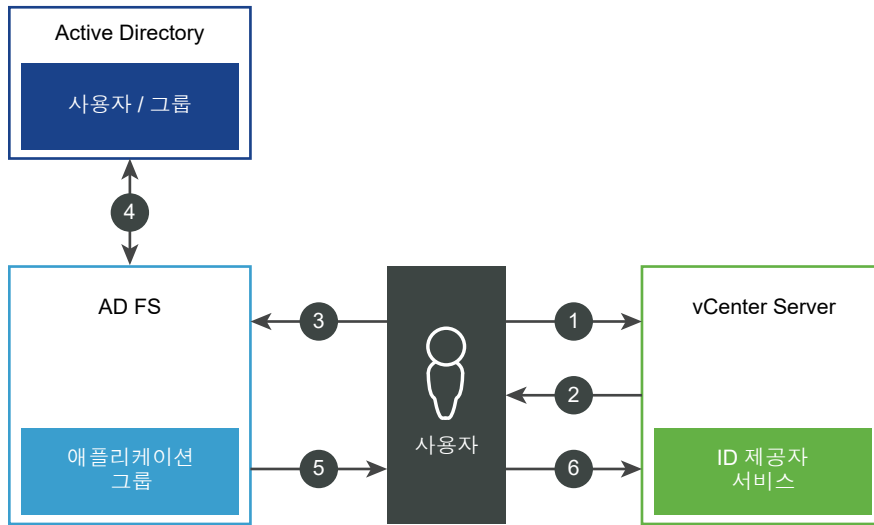 Active Directory
사용자 / 그룹
4
AD FS
3
1
vCenter Server
2
사용자
애플리케이션
그룹
5
6
ID 제공자
서비스